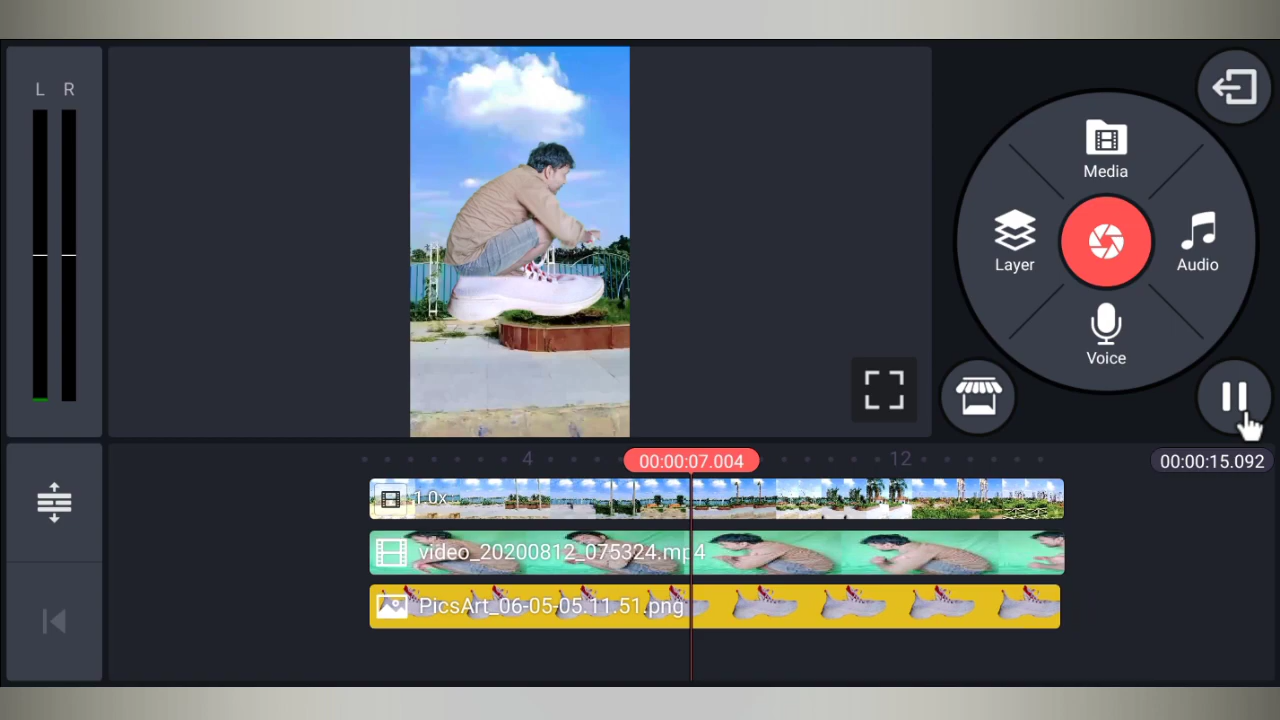 L R
Media
Layer
Audio
Voice
4
00:00:07.004
12
00:00:15.092
1.0x
video_20200812_075324.mp4
PicsArt_06-05-05.11.51.png